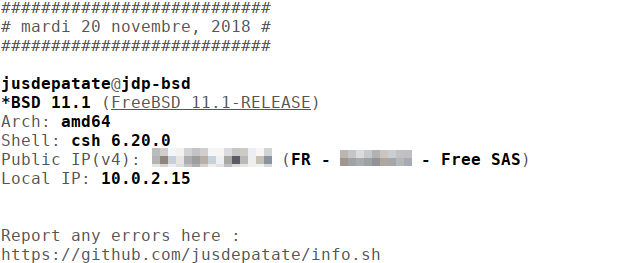 ###########################
# mardi 20 novembre, 2018 #
###########################
jusdepatate@jdp-bsd
*BSD 11.1 (FreeBSD 11.1-RELEASE)
Arch: amd64
Shell: csh 6.20.0
Public IP(v4): (FR - - Free SAS)
Local IP: 10.0.2.15
Report any errors here :
https://github.com/jusdepatate/info.sh